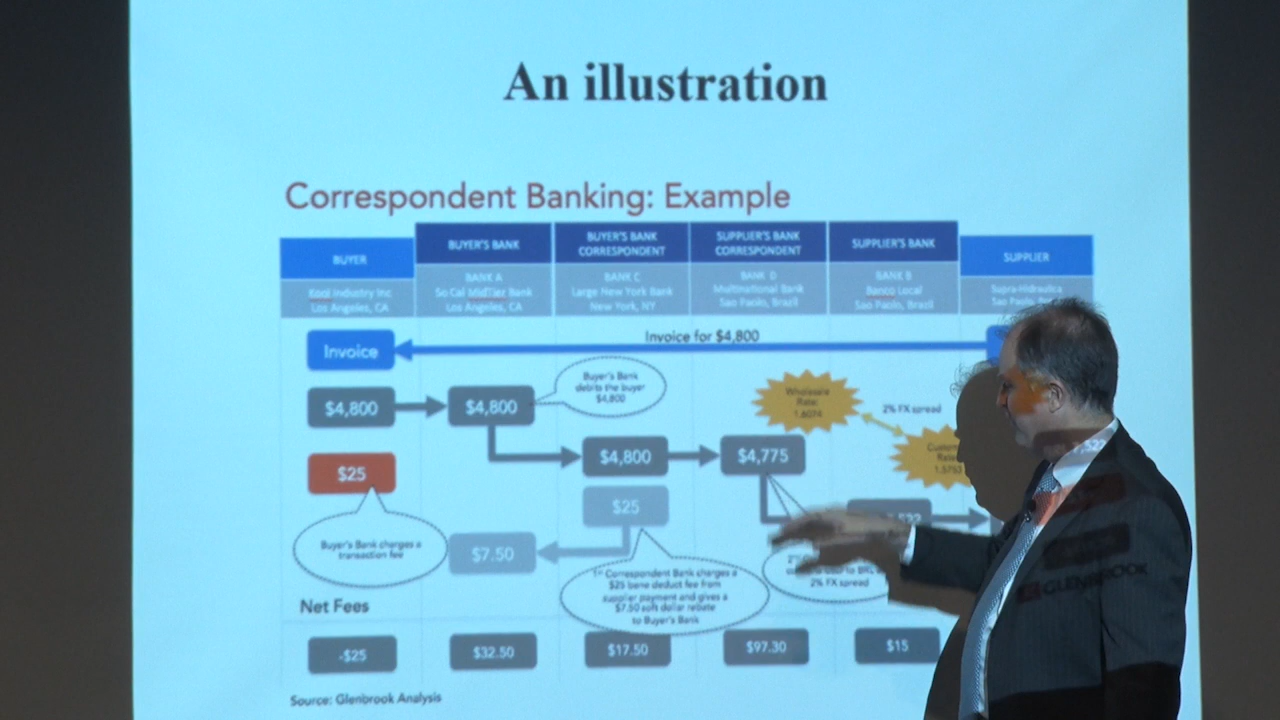 An illustration
Correspondent Banking: Example
BUYER
BUYER'S BANK
BUYER'S BANK
CORRESPONDENT
SUPPLIER'S BANK
CORRESPONDENT
SUPPLIER'S BANK
SUPPLIER
Kool Industry Inc
Los Angeles, CA
BANK A
So Cal MidTier Bank
Los Angeles, CA
BANK C
Large New York Bank
New York, NY
BANK D
Multinational Bank
Sao Paolo, Brazil
BANK B
Banco Local
Sao Paolo, Brazil
Supra-Hidraulica
Sao Paolo,
Invoice
Invoice for $4,800
$4,800
$4,800
Buyer's Bank
debits the buyer
$4,800
Wholesale
Rate:
1.6074
2% FX spread
Rate:
$4,800
$4,775
$25
$25
Buyer's Bank charges a
transaction fee
$7.50
1st Correspondent Bank charges a
$25 bene deduct fee from
supplier payment and gives a
$7.50 soft dollar rebate
to Buyer's Bank
to BRL
2% FX spread
GLENBROOK
Net Fees
-$25
$32.50
$17.50
$97.30
$15
Source: Glenbrook Analysis